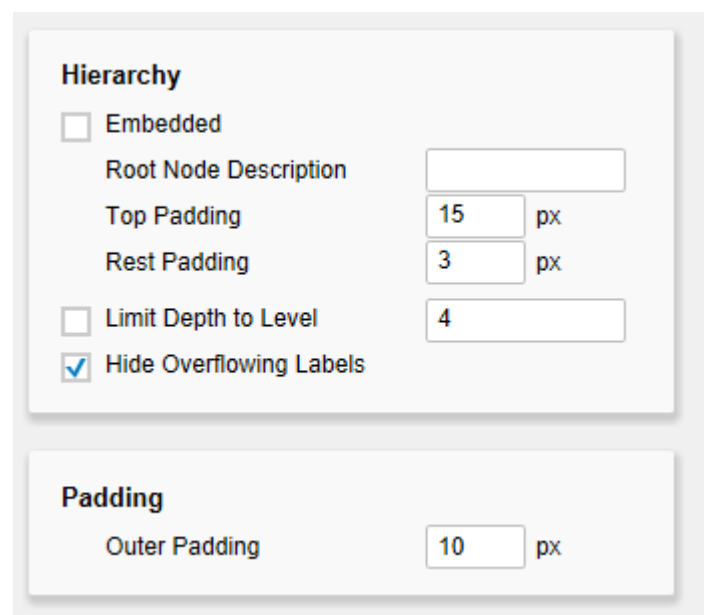 Hierarchy
Embedded
Root Node Description
Top Padding 15 px
Rest Padding 3 px
Limit Depth to Level 4
Hide Overflowing Labels
Padding
Outer Padding 10 px